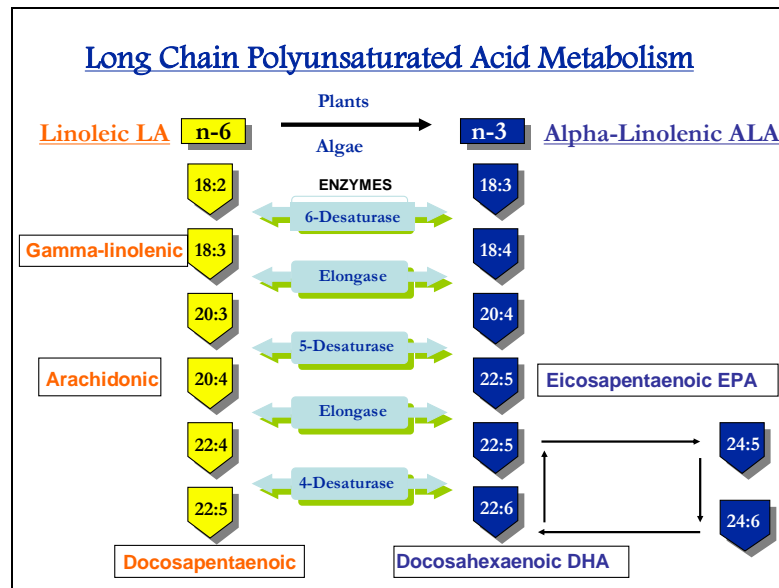 Long Chain Polyunsaturated Acid Metabolism
Plants
Linoleic LA n-6 n-3 Alpha-Linolenic ALA
Algae
18:2 ENZYMES 18:3
6-Desaturase
Gamma-linolenic 18:3 18:4
Elongase
20:3 20:4
5-Desaturase
Arachidonic 20:4 22:5 Eicosapentaenoic EPA
Elongase
22:4 22:5 24:5
4-Desaturase
22:5 22:6 24:6
Docosapentaenoic Docosahexaenoic DHA